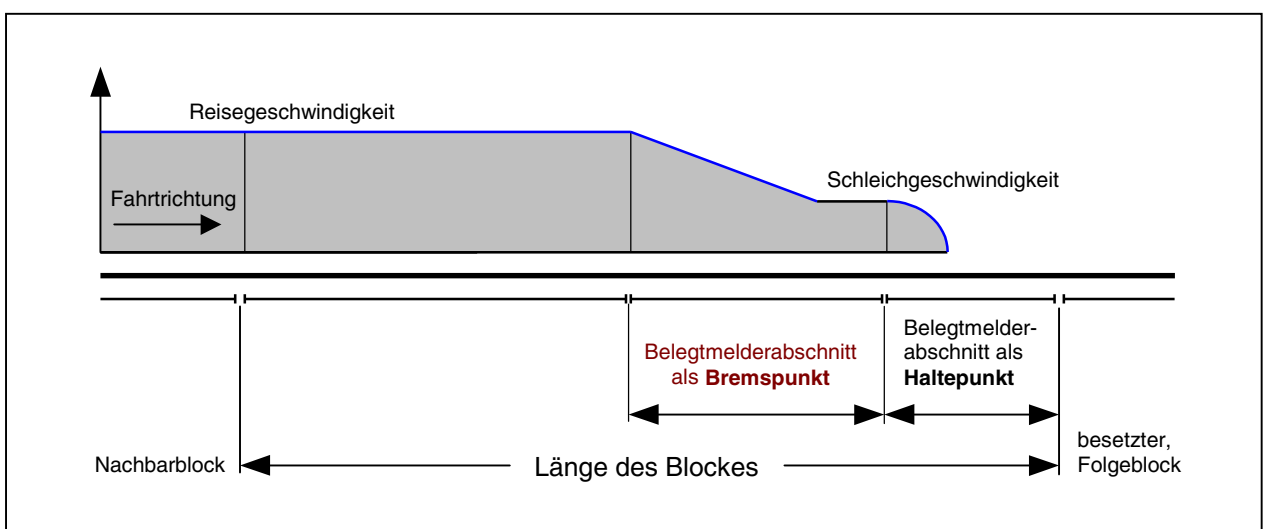 Reisegeschwindigkeit
Schleichgeschwindigkeit
Fahrtrichtung
Belegtmelderabschnitt
als Bremspunkt
Belegtmelder-
abschnitt als
Haltepunkt
Nachbarblock
Länge des Blockes
besetzter,
Folgeblock